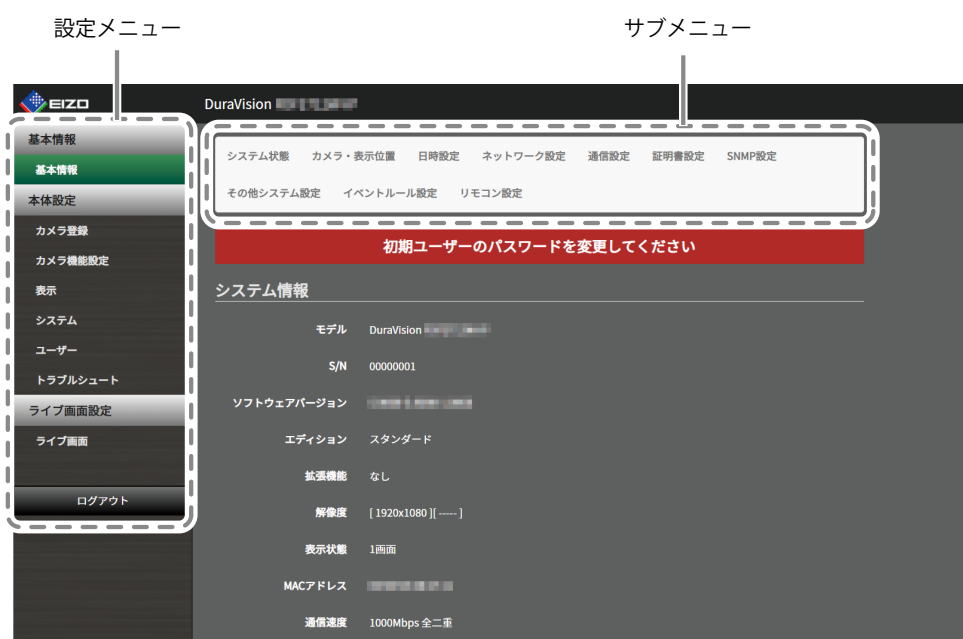 設定メニュー
サブメニュー
EIZO
DuraVision
基本情報
基本情報
本体設定
カメラ登録
カメラ機能設定
表示
システム
ユーザー
トラブルシュート
ライブ画面設定
ライブ画面
ログアウト
システム状態 カメラ・表示位置 日時設定 ネットワーク設定 通信設定 証明書設定 SNMP設定
その他システム設定 イベントルール設定 リモコン設定
初期ユーザーのパスワードを変更してください
システム情報
モデル DuraVision
S/N 00000001
ソフトウェアバージョン
エディション スタンダード
拡張機能 なし
解像度 [ 1920x1080 ][ ----- ]
表示状態 1画面
MACアドレス
通信速度 1000Mbps 全二重